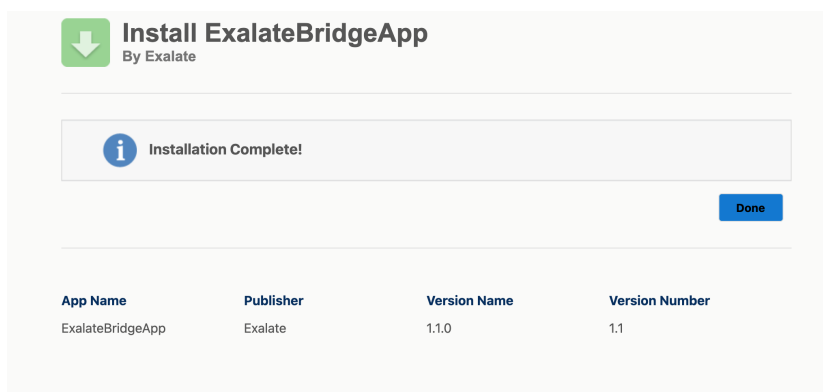 Install ExalateBridgeApp
By Exalate
Installation Complete!
Done
App Name Publisher Version Name Version Number
ExalateBridgeApp Exalate 1.1.0 1.1